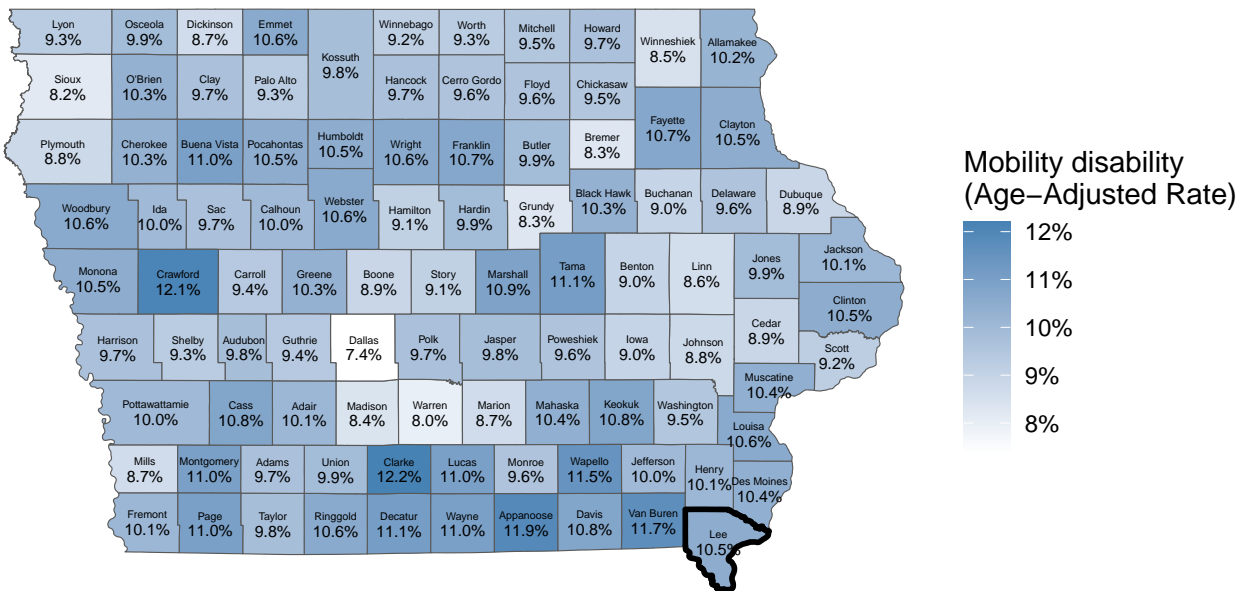 Lyon
9.3%
Osceola
9.9%
Dickinson
8.7%
Emmet
10.6%
Kossuth
9.8%
Winnebago
9.2%
Worth
9.3%
Mitchell
9.5%
Howard
9.7%
Winneshiek
8.5%
Allamakee
10.2%
Sioux
8.2%
O'Brien
10.3%
Clay
9.7%
Palo Alto
9.3%
Hancock
9.7%
Cerro Gordo
9.6%
Floyd
9.6%
Chickasaw
9.5%
Fayette
10.7%
Clayton
10.5%
Plymouth
8.8%
Cherokee
10.3%
Buena Vista
11.0%
Pocahontas
10.5%
Humboldt
10.5%
Wright
10.6%
Franklin
10.7%
Butler
9.9%
Bremer
8.3%
Woodbury
10.6%
Ida
10.0%
Sac
9.7%
Calhoun
10.0%
Webster
10.6%
Hamilton
9.1%
Hardin
9.9%
Grundy
8.3%
Black Hawk
10.3%
Buchanan
9.0%
Delaware
9.6%
Dubuque
8.9%
Monona
10.5%
Crawford
12.1%
Carroll
9.4%
Greene
10.3%
Boone
8.9%
Story
9.1%
Marshall
10.9%
Tama
11.1%
Benton
9.0%
Linn
8.6%
Jones
9.9%
Jackson
10.1%
Clinton
10.5%
Harrison
9.7%
Shelby
9.3%
Audubon
9.8%
Guthrie
9.4%
Dallas
7.4%
Polk
9.7%
Jasper
9.8%
Poweshiek
9.6%
Iowa
9.0%
Johnson
8.8%
Cedar
8.9%
Scott
9.2%
Muscatine
10.4%
Pottawattamie
10.0%
Cass
10.8%
Adair
10.1%
Madison
8.4%
Warren
8.0%
Marion
8.7%
Mahaska
10.4%
Keokuk
10.8%
Washington
9.5%
Louisa
10.6%
Mills
8.7%
Montgomery
11.0%
Adams
9.7%
Union
9.9%
Clarke
12.2%
Lucas
11.0%
Monroe
9.6%
Wapello
11.5%
Jefferson
10.0%
Henry
10.1%
Des Moines
10.4%
Fremont
10.1%
Page
11.0%
Taylor
9.8%
Ringgold
10.6%
Decatur
11.1%
Wayne
11.0%
Appanoose
11.9%
Davis
10.8%
Van Buren
11.7%
Lee
10.5%
Mobility disability
(Age−Adjusted Rate)
12%
11%
10%
9%
8%